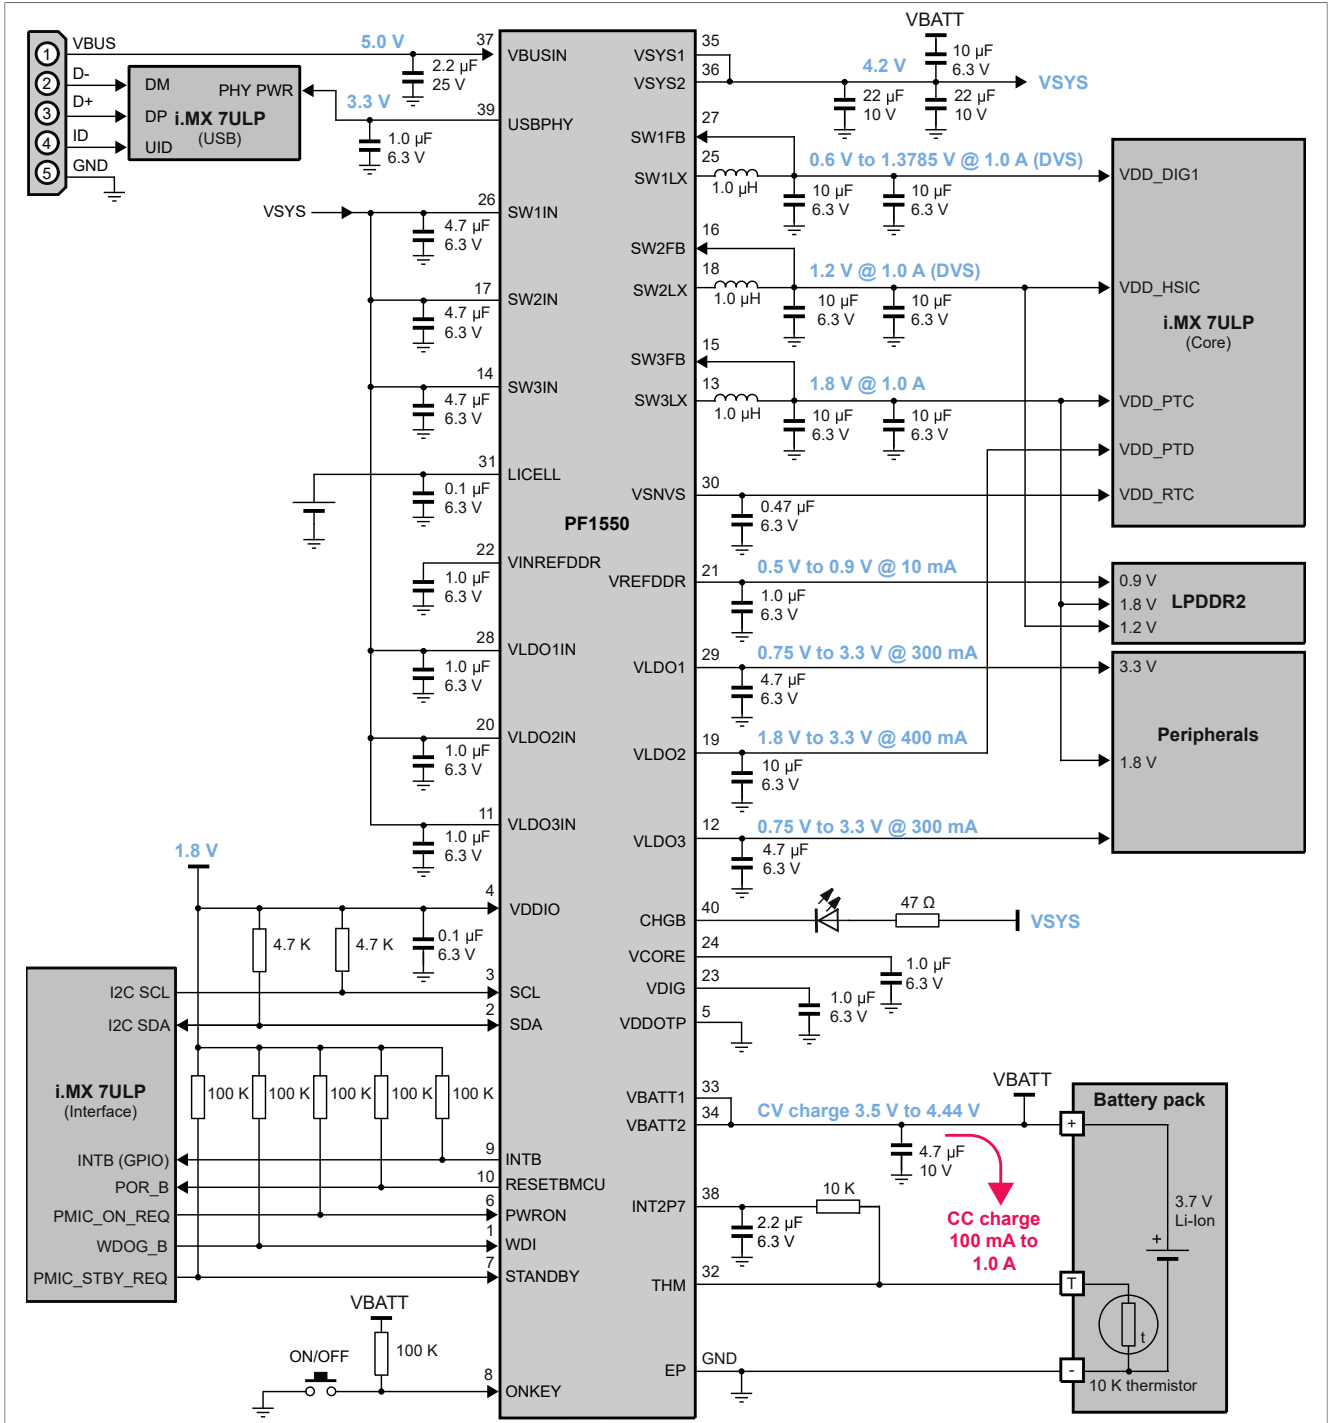 VBATT
1 VBUS 5.0 V 37 VBUSIN
2.2 µF
25 V
2 D-
3 D+
4 ID
5 GND
DM PHY PWR
DP i.MX 7ULP
(USB)
UID
3.3 V 39 USBPHY
1.0 µF
6.3 V
VSYS 26 SW1IN
4.7 µF
6.3 V
17 SW2IN
4.7 µF
6.3 V
14 SW3IN
4.7 µF
6.3 V
31 LICELL
0.1 µF
6.3 V
22 VINREFDDR
1.0 µF
6.3 V
28 VLDO1IN
1.0 µF
6.3 V
20 VLDO2IN
1.0 µF
6.3 V
11 VLDO3IN
1.0 µF
6.3 V
1.8 V
4 VDDIO
4.7 K 4.7 K
0.1 µF
6.3 V
I2C SCL 3 SCL
I2C SDA 2 SDA
i.MX 7ULP
(Interface)
100 K 100 K 100 K 100 K 100 K
INTB (GPIO) 9 INTB
POR_B 10 RESETBMCU
PMIC_ON_REQ 6 PWRON
WDOG_B 1 WDI
PMIC_STBY_REQ 7 STANDBY
VBATT
100 K
ON/OFF
8 ONKEY
PF1550
VSYS1 35
VSYS2 36 4.2 V VSYS
10 µF
6.3 V
22 µF
10 V
22 µF
10 V
SW1FB 27
SW1LX 25 0.6 V to 1.3785 V @ 1.0 A (DVS)
1.0 µH
10 µF
6.3 V
10 µF
6.3 V
SW2FB 16
SW2LX 18 1.2 V @ 1.0 A (DVS)
1.0 µH
10 µF
6.3 V
10 µF
6.3 V
SW3FB 15
SW3LX 13 1.8 V @ 1.0 A
1.0 µH
10 µF
6.3 V
10 µF
6.3 V
VSNVS 30
0.47 µF
6.3 V
VREFDDR 21 0.5 V to 0.9 V @ 10 mA
1.0 µF
6.3 V
VLDO1 29 0.75 V to 3.3 V @ 300 mA
4.7 µF
6.3 V
VLDO2 19 1.8 V to 3.3 V @ 400 mA
10 µF
6.3 V
VLDO3 12 0.75 V to 3.3 V @ 300 mA
4.7 µF
6.3 V
CHGB 40 47 Ω VSYS
VCORE 24
1.0 µF
6.3 V
VDIG 23
1.0 µF
6.3 V
VDDOTP 5
VBATT1 33
VBATT2 34 CV charge 3.5 V to 4.44 V
VBATT
4.7 µF
10 V
CC charge
100 mA to
1.0 A
INT2P7 38 10 K
2.2 µF
6.3 V
THM 32
EP GND
VDD_DIG1
VDD_HSIC
i.MX 7ULP
(Core)
VDD_PTC
VDD_PTD
VDD_RTC
0.9 V
LPDDR2
1.8 V
1.2 V
3.3 V
Peripherals
1.8 V
Battery pack
+
3.7 V
Li-Ion
+
T
t
-
10 K thermistor